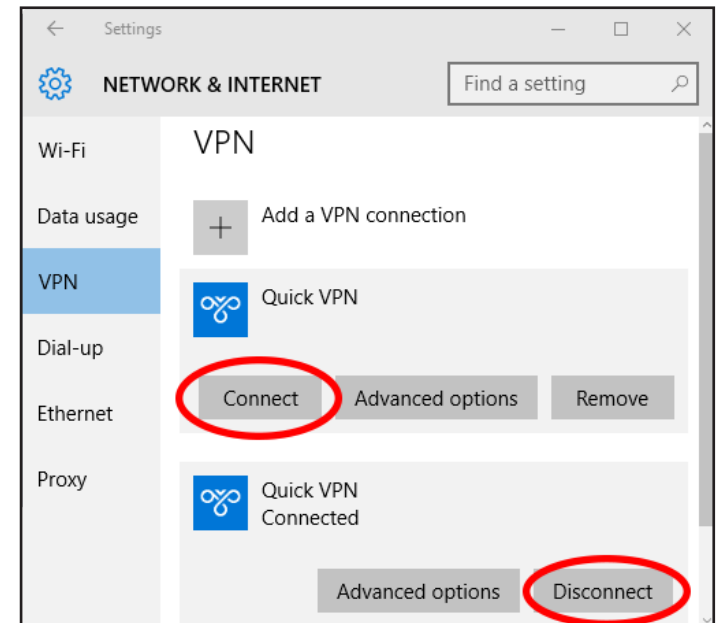 Settings
NETWORK & INTERNET
Find a setting
Wi-Fi
Data usage
VPN
Dial-up
Ethernet
Proxy
VPN
Add a VPN connection
Quick VPN
Connect
Advanced options
Remove
Quick VPN
Connected
Advanced options
Disconnect